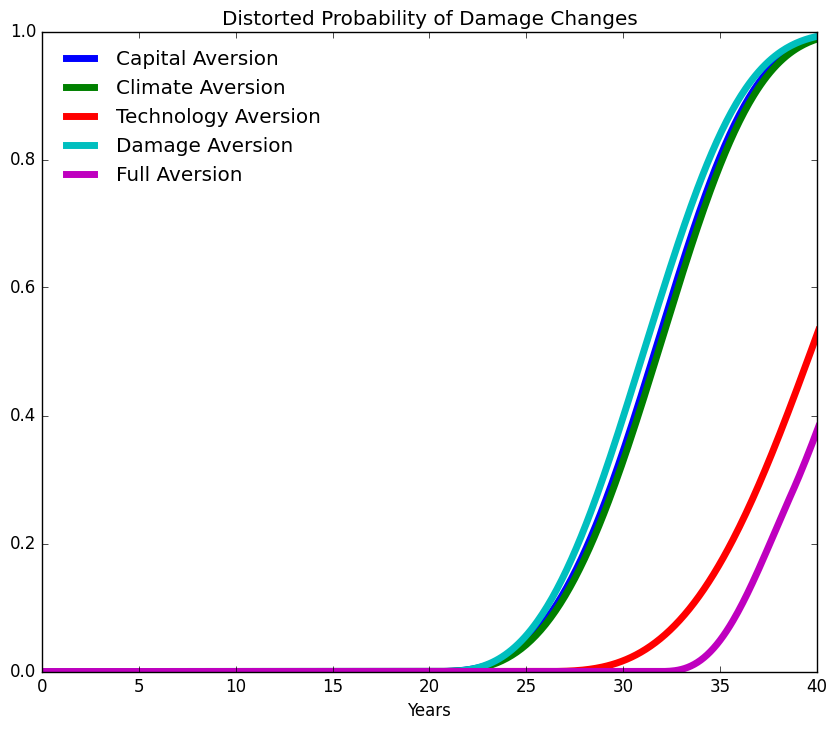 Distorted Probability of Damage Changes
1.0
0.8
0.6
0.4
0.2
0.0
Capital Aversion
Climate Aversion
Technology Aversion
Damage Aversion
Full Aversion
0 5 10 15 20 25 30 35 40
Years